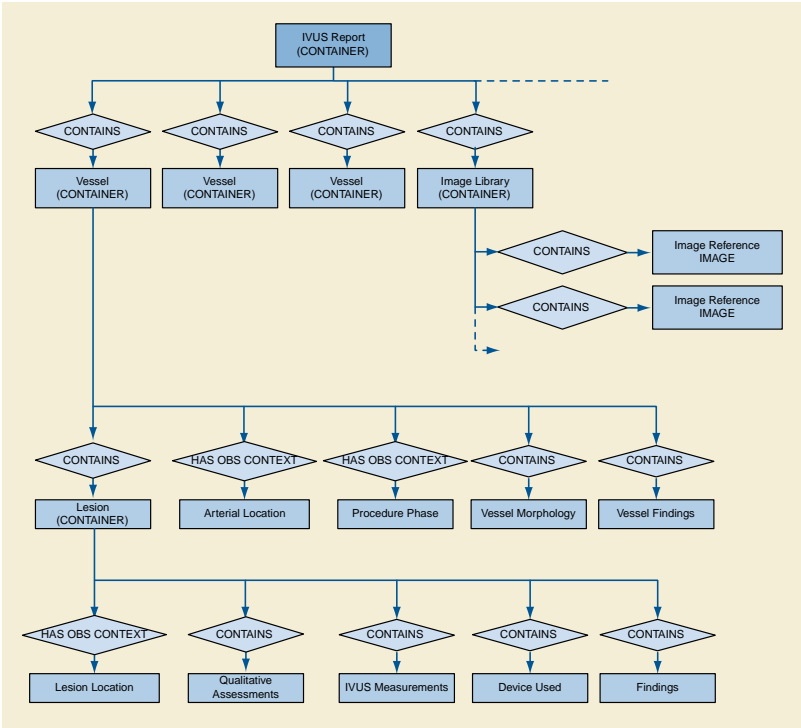 IVUS Report
(CONTAINER)
CONTAINS
CONTAINS
CONTAINS
CONTAINS
Vessel
(CONTAINER)
Vessel
(CONTAINER)
Vessel
(CONTAINER)
Image Library
(CONTAINER)
CONTAINS
Image Reference
IMAGE
CONTAINS
Image Reference
IMAGE
CONTAINS
HAS OBS CONTEXT
HAS OBS CONTEXT
CONTAINS
CONTAINS
Lesion
(CONTAINER)
Arterial Location
Procedure Phase
Vessel Morphology
Vessel Findings
HAS OBS CONTEXT
CONTAINS
CONTAINS
CONTAINS
CONTAINS
Lesion Location
Qualitative
Assessments
IVUS Measurements
Device Used
Findings